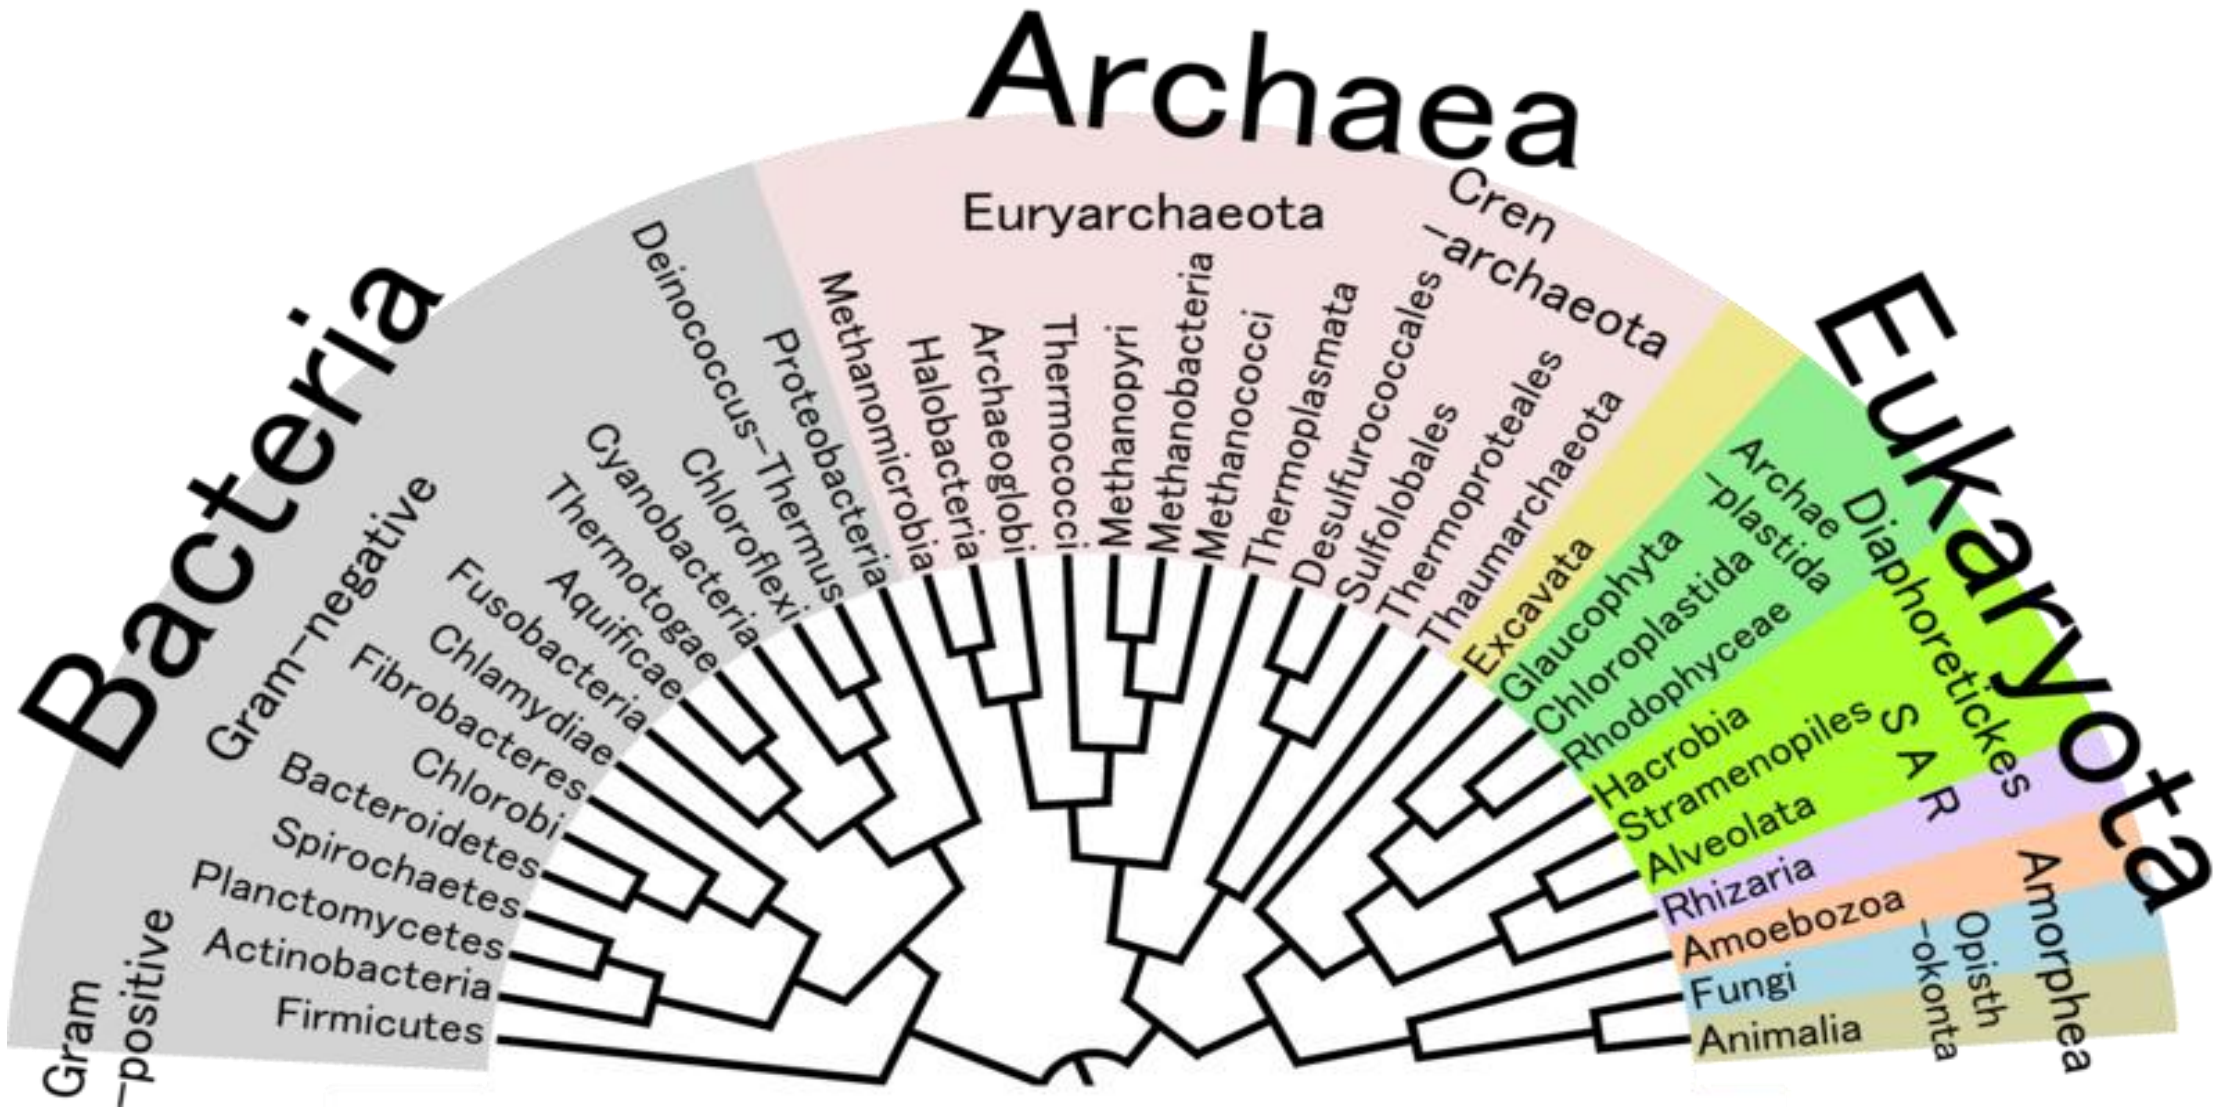 Bacteria
Archaea
Eukaryota
Gram
-positive
Gram-negative
Firmicutes
Actinobacteria
Planctomycetes
Spirochaetes
Bacteroidetes
Chlorobi
Fibrobacteres
Chlamydiae
Fusobacteria
Aquificae
Thermotogae
Cyanobacteria
Chloroflexi
Deinococcus-Thermus
Proteobacteria
Euryarchaeota
Methanomicrobia
Halobacteria
Archaeoglobi
Thermococci
Methanopyri
Methanobacteria
Methanococci
Thermoplasmata
Cren
-archaeota
Desulfurococcales
Sulfolobales
Thermoproteales
Thaumarchaeota
Excavata
Archae
-plastida
Diaphoretickes
Glaucophyta
Chloroplastida
Rhodophyceae
Hacrobia
S A R
Stramenopiles
Alveolata
Rhizaria
Amorphea
Amoebozoa
Opisth
-okonta
Fungi
Animalia